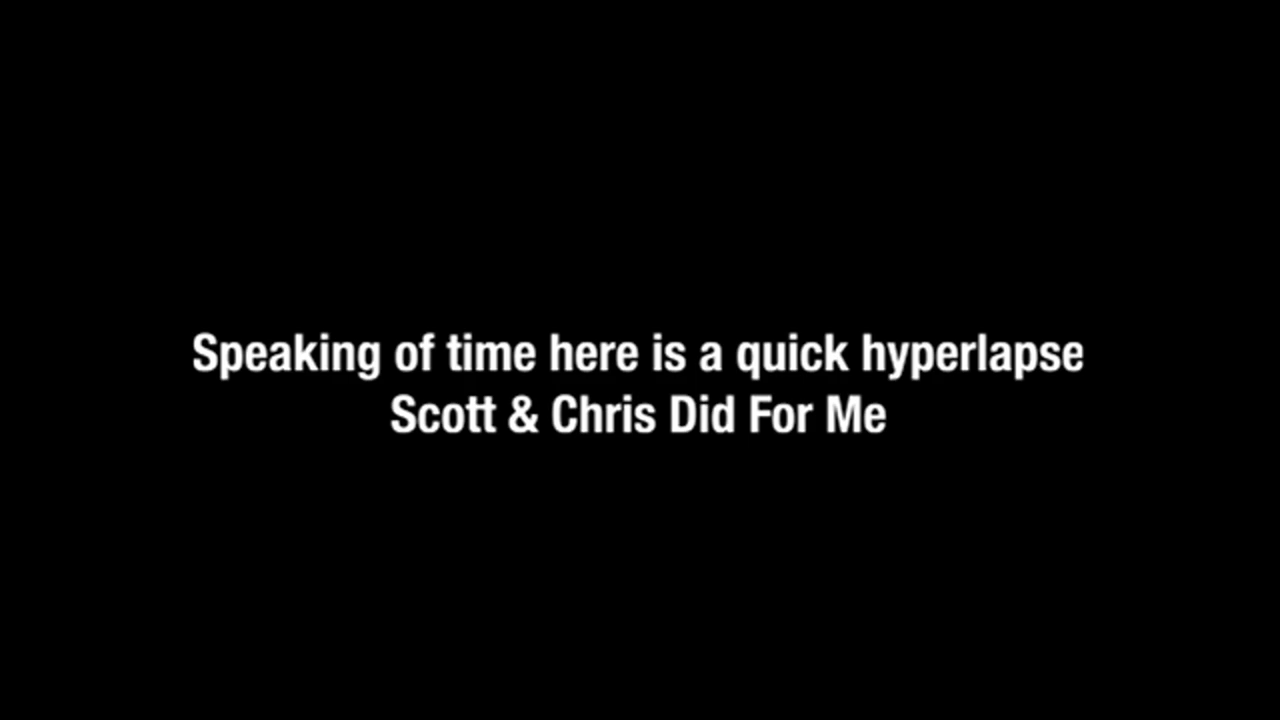 Speaking of time here is a quick hyperlapse
Scott & Chris Did For Me